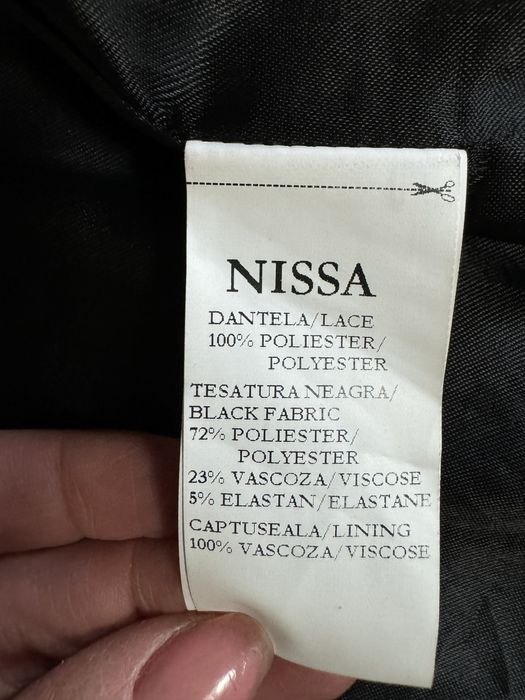 NISSA
DANTELA/LACE
100% POLIESTER/
POLYESTER
TESATURA NEAGRA/
BLACK FABRIC
72% POLIESTER/
POLYESTER
23% VASCOZA/VISCOSE
5% ELASTAN/ELASTANE
CAPTUSEALA/LINING
100% VASCOZA/VISCOSE